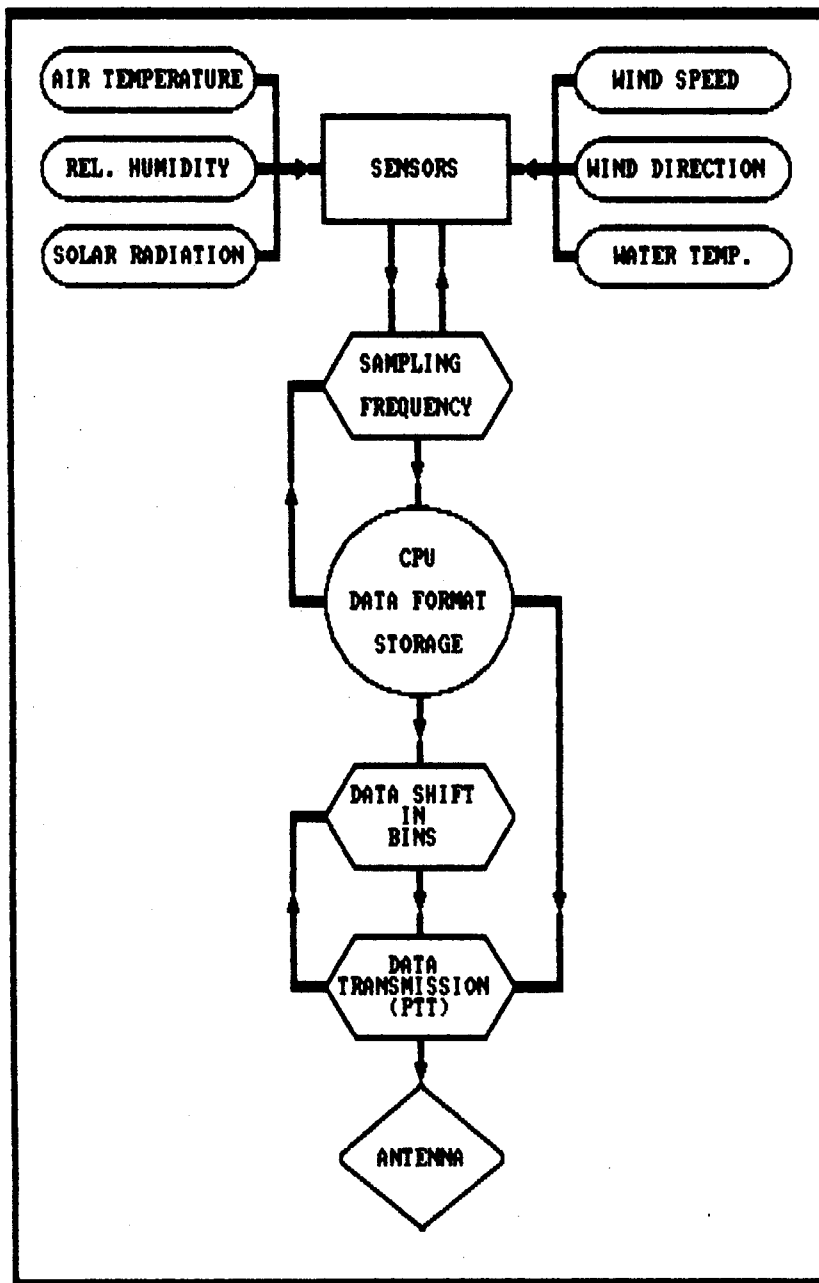 AIR TEMPERATURE
WIND SPEED
REL. HUMIDITY
SENSORS
WIND DIRECTION
SOLAR RADIATION
WATER TEMP.
SAMPLING
FREQUENCY
CPU
DATA FORMAT
STORAGE
DATA SHIFT
IN
BINS
DATA
TRANSMISSION
(PTT)
ANTENNA